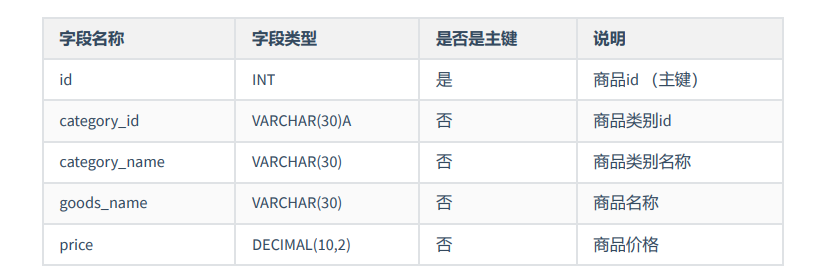 字段名称 字段类型 是否是主键 说明
id INT 是 商品id （主键）
category_id VARCHAR(30)A 否 商品类别id
category_name VARCHAR(30) 否 商品类别名称
goods_name VARCHAR(30) 否 商品名称
price DECIMAL(10,2) 否 商品价格